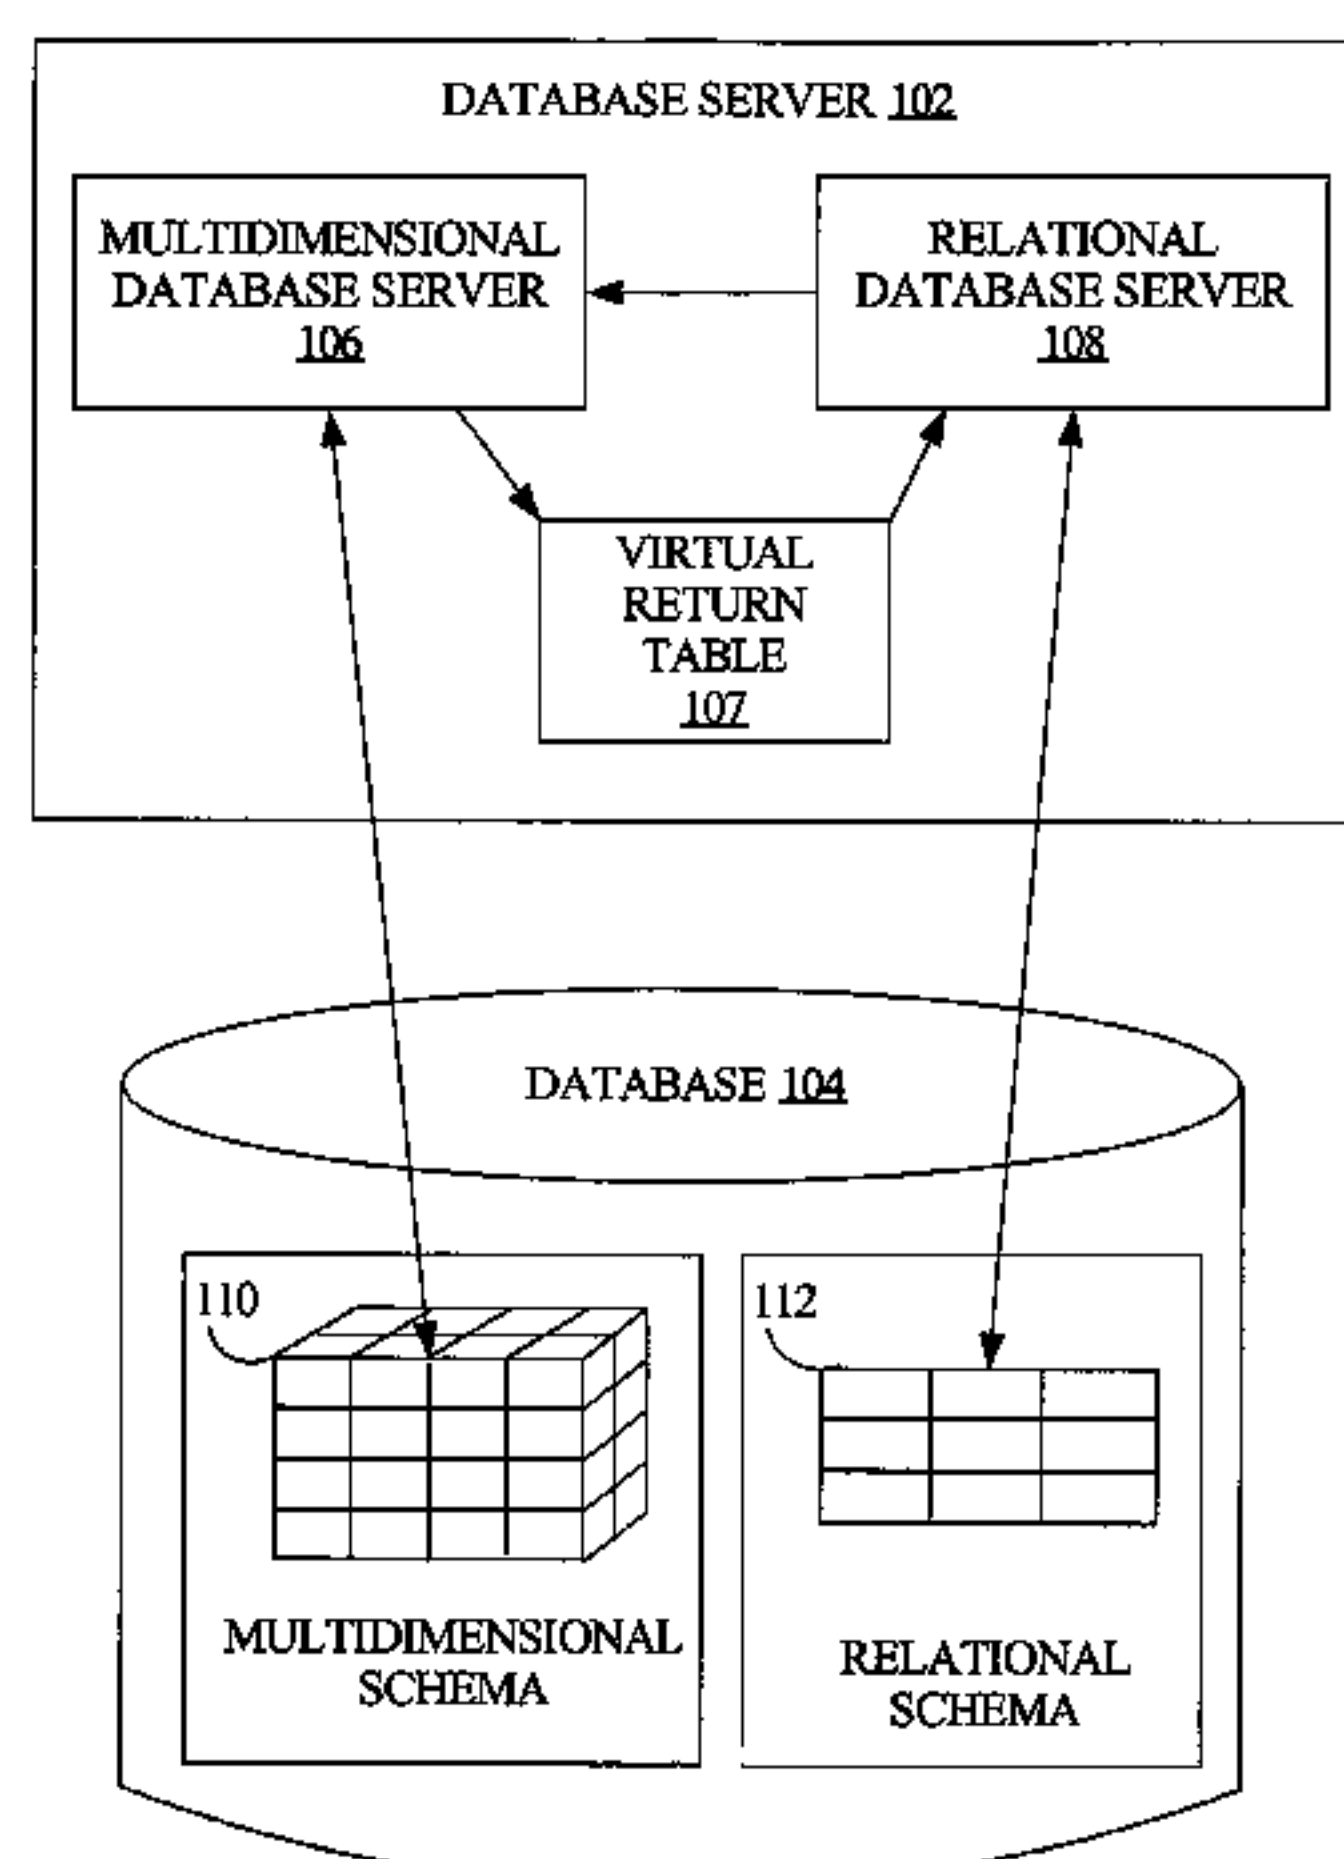 DATABASE SERVER 102
MULTIDIMENSIONAL
DATABASE SERVER
106
RELATIONAL
DATABASE SERVER
108
VIRTUAL
RETURN
TABLE
107
DATABASE 104
110
112
MULTIDIMENSIONAL
SCHEMA
RELATIONAL
SCHEMA